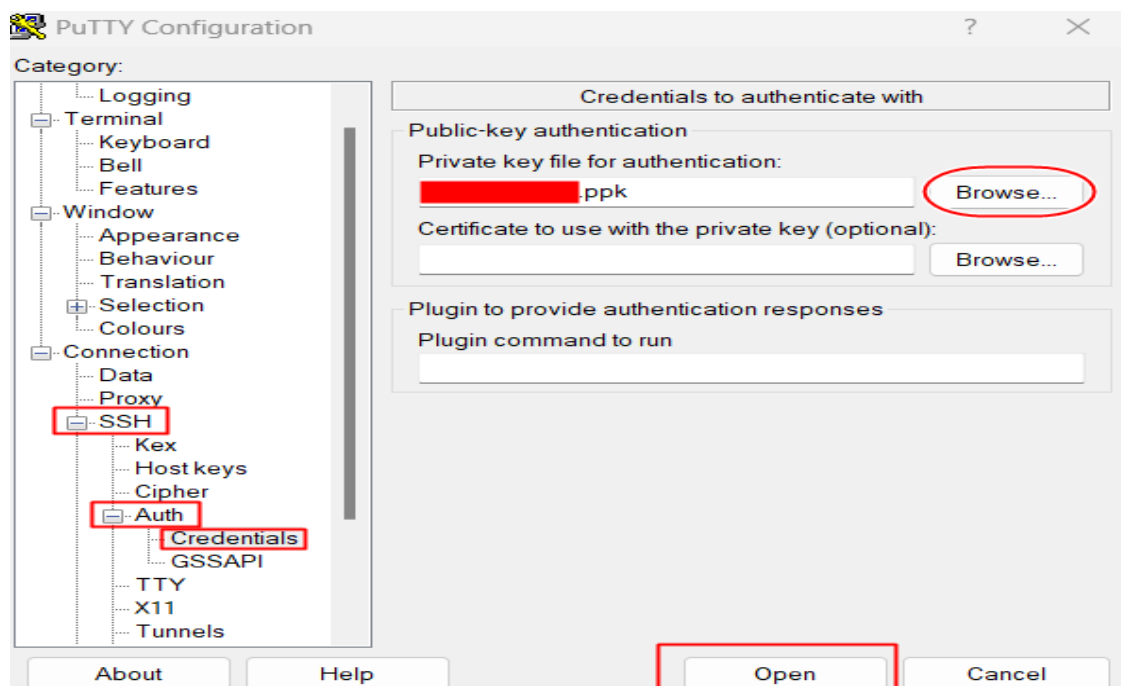 PuTTY Configuration
?
Category:
Logging
Terminal
Keyboard
Bell
Features
Window
Appearance
Behaviour
Translation
Selection
Colours
Connection
Data
Proxy
SSH
Kex
Host keys
Cipher
Auth
Credentials
GSSAPI
TTY
X11
Tunnels
Credentials to authenticate with
Public-key authentication
Private key file for authentication:
.ppk
Browse...
Certificate to use with the private key (optional):
Browse...
Plugin to provide authentication responses
Plugin command to run
About
Help
Open
Cancel